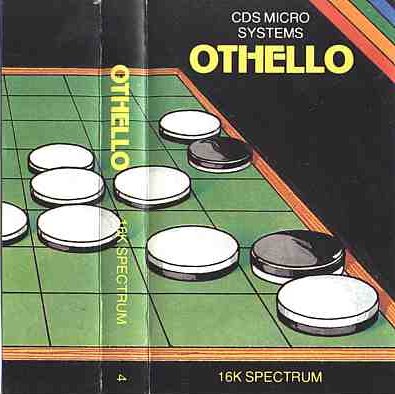 CDS MICRO
SYSTEMS
OTHELLO
OTHELLO
16K SPECTRUM
4
16K SPECTRUM